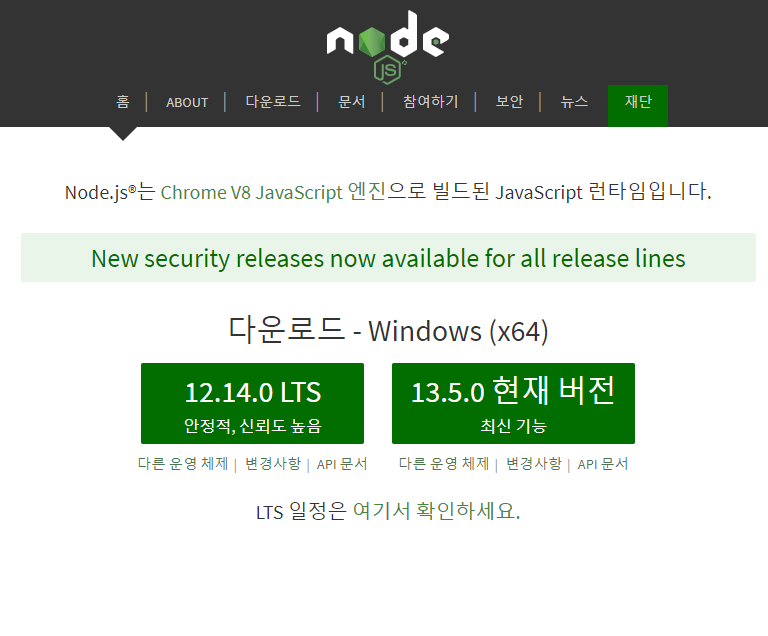 node
JS
홈 | ABOUT | 다운로드 | 문서 | 참여하기 | 보안 | 뉴스 재단
Node.js®는 Chrome V8 JavaScript 엔진으로 빌드된 JavaScript 런타임입니다.
New security releases now available for all release lines
다운로드 - Windows (x64)
12.14.0 LTS 13.5.0 현재 버전
안정적, 신뢰도 높음 최신 기능
다른 운영 체제 | 변경사항 | API 문서 다른 운영 체제 | 변경사항 | API 문서
LTS 일정은 여기서 확인하세요.